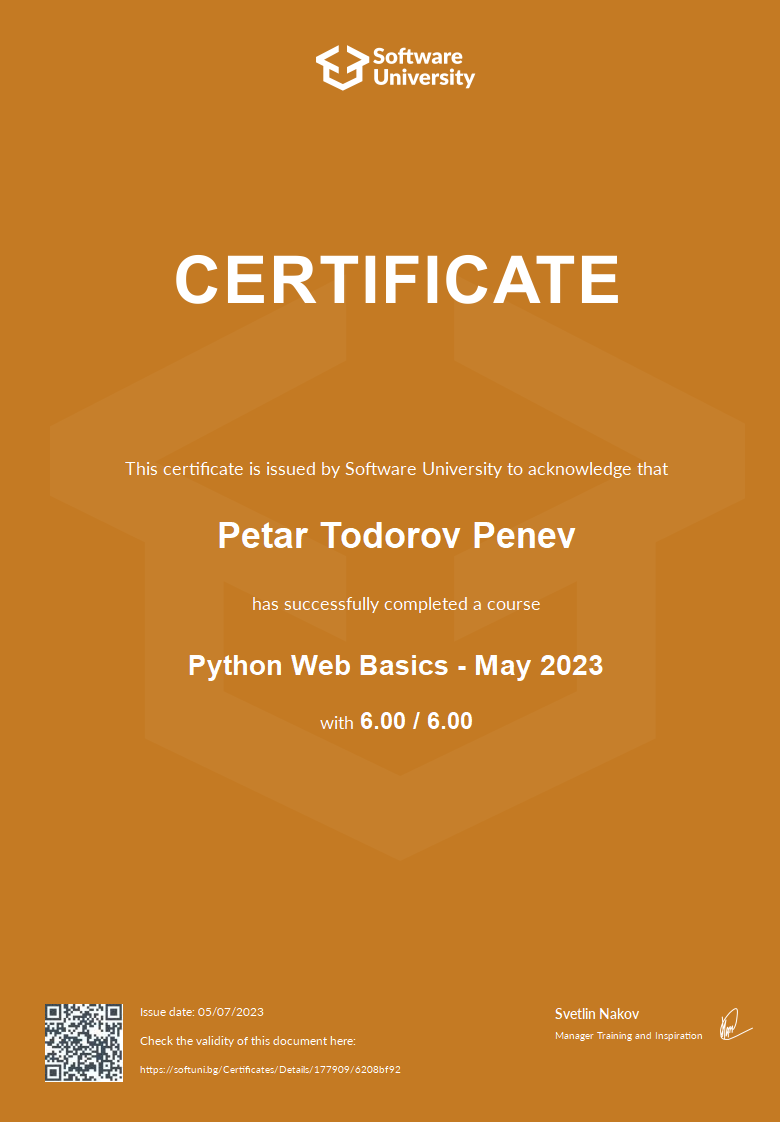 Software
University
CERTIFICATE
This certificate is issued by Software University to acknowledge that
Petar Todorov Penev
has successfully completed a course
Python Web Basics - May 2023
with 6.00 / 6.00
Issue date: 05/07/2023
Check the validity of this document here:
https://softuni.bg/Certificates/Details/177909/6208bf92
Svetlin Nakov
Manager Training and Inspiration